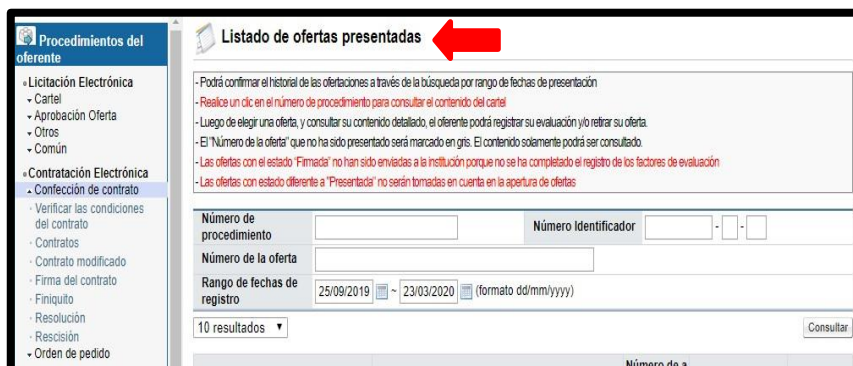 Procedimientos del
oferente
Licitación Electrónica
Cartel
Aprobación Oferta
Otros
Común
Contratación Electrónica
Confección de contrato
Verificar las condiciones
del contrato
Contratos
Contrato modificado
Firma del contrato
Finiquito
Resolución
Rescisión
Orden de pedido
Listado de ofertas presentadas
- Podrá confirmar el historial de las ofertaciones a través de la búsqueda por rango de fechas de presentación
- Realice un clic en el número de procedimiento para consultar el contenido del cartel
- Luego de elegir una oferta, y consultar su contenido detallado, el oferente podrá registrar su evaluación y/o retirar su oferta.
- El "Número de la oferta" que no ha sido presentado será marcado en gris. El contenido solamente podrá ser consultado.
- Las ofertas con el estado "Firmada" no han sido enviadas a la institución porque no se ha completado el registro de los factores de evaluación
- Las ofertas con estado diferente a "Presentada" no serán tomadas en cuenta en la apertura de ofertas
Número de
procedimiento
Número Identificador - -
Número de la oferta
Rango de fechas de
registro
25/09/2019 ~ 23/03/2020 (formato dd/mm/yyyy)
10 resultados
Consultar
Número de a